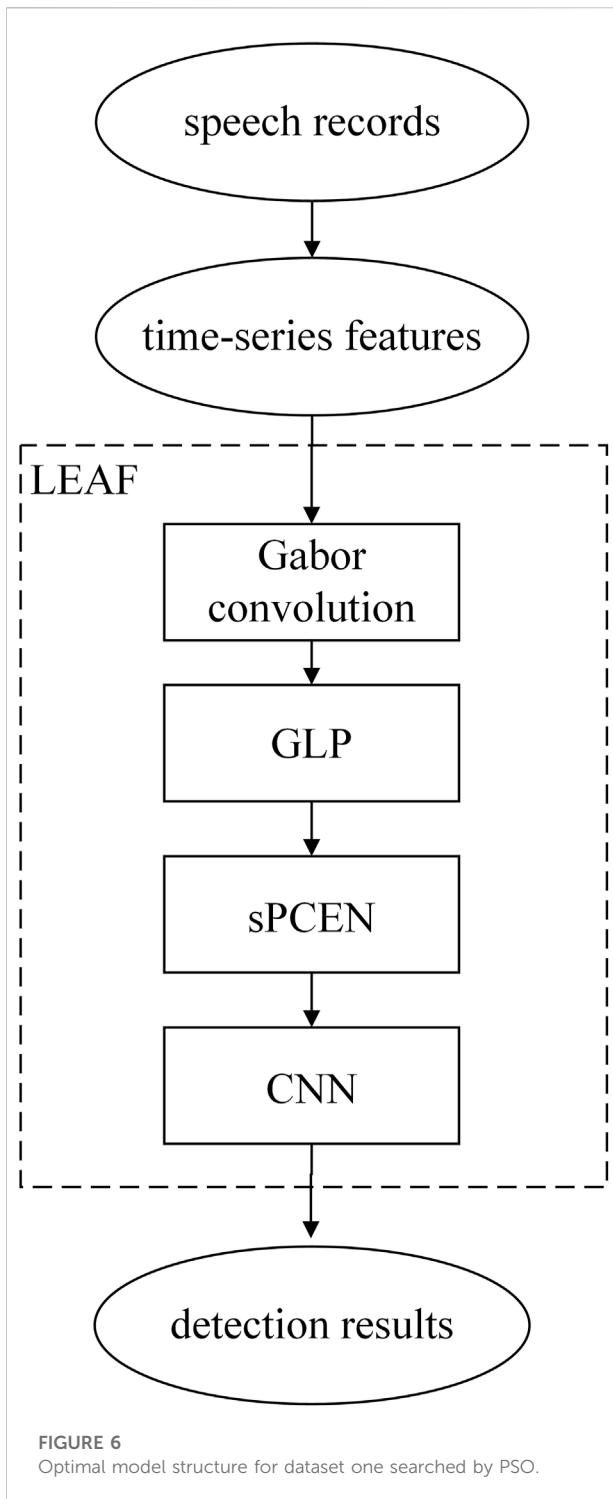 speech records
time-series features
LEAF
Gabor
convolution
GLP
sPCEN
CNN
detection results
FIGURE 6
Optimal model structure for dataset one searched by PSO.